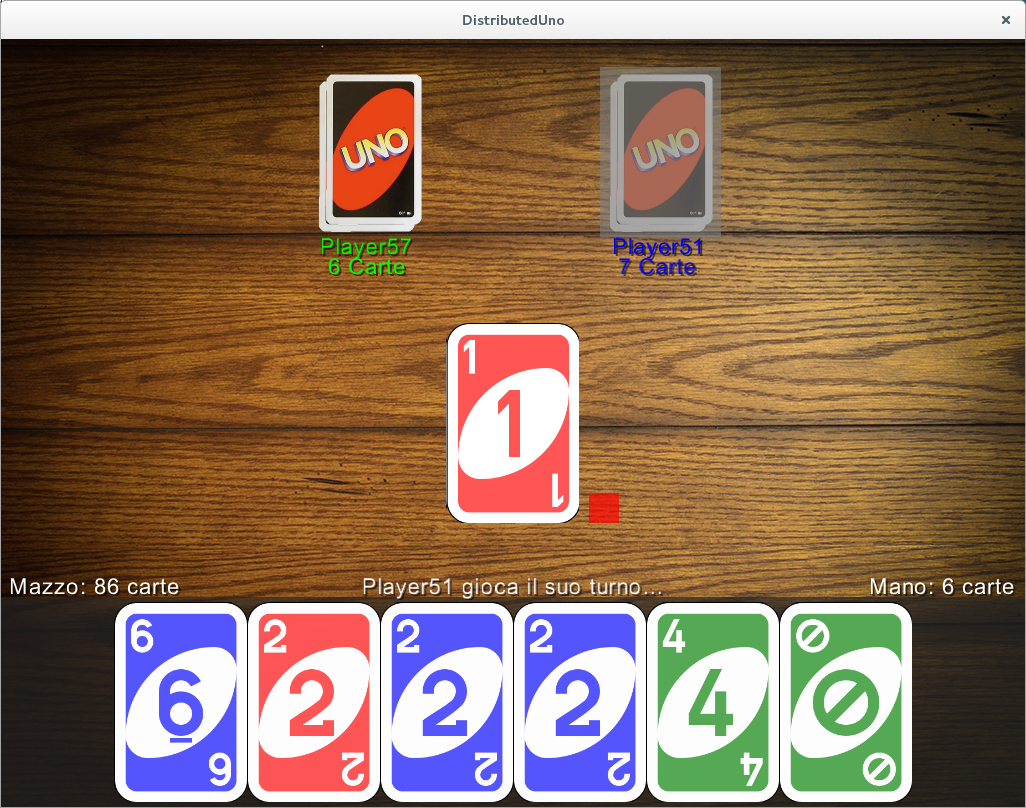 DistributedUno ×
UNO
UNO
Player57
6 Carte
Player51
7 Carte
1
1
1
Mazzo: 86 carte
Player51 gioca il suo turno...
Mano: 6 carte
6 2 2 2 4
6 2 2 2 4
6 2 2 2 4